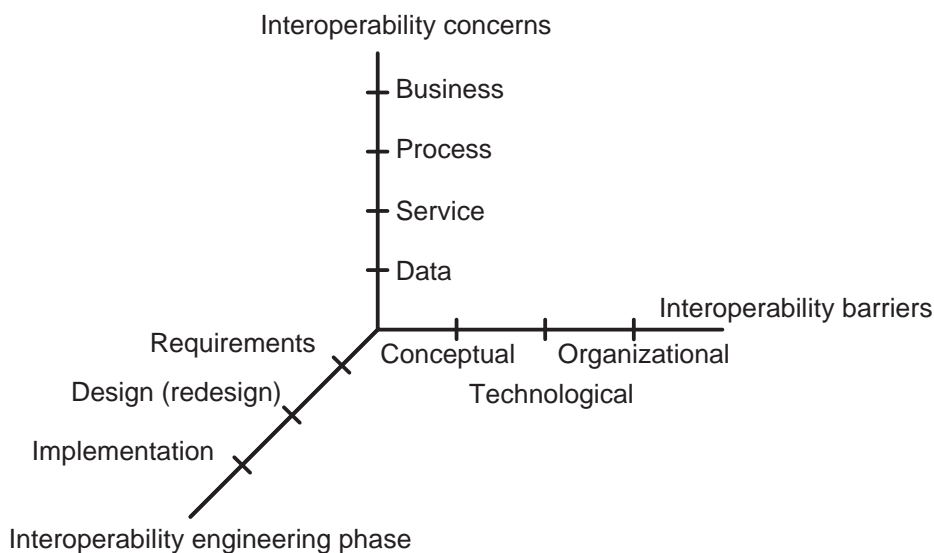 Interoperability concerns
Business
Process
Service
Data
Interoperability barriers
Requirements
Conceptual
Organizational
Design (redesign)
Technological
Implementation
Interoperability engineering phase